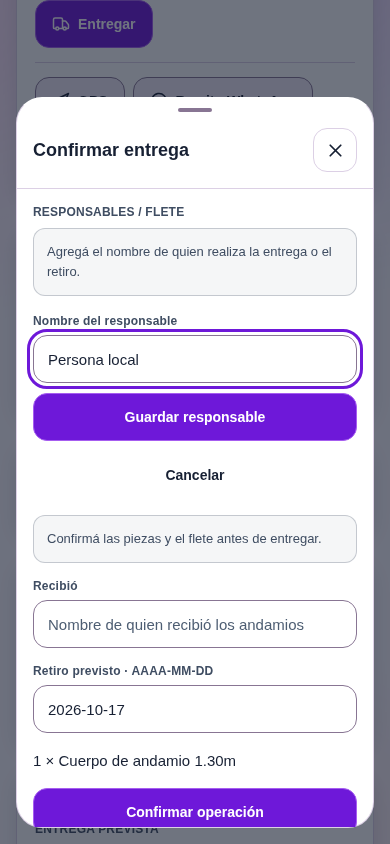 Entregar
Confirmar entrega
RESPONSABLES / FLETE
Agregá el nombre de quien realiza la entrega o el
retiro.
Nombre del responsable
Persona local
Guardar responsable
Cancelar
Confirmá las piezas y el flete antes de entregar.
Recibió
Nombre de quien recibió los andamios
Retiro previsto · AAAA-MM-DD
2026-10-17
1 × Cuerpo de andamio 1.30m
Confirmar operación
ENTREGA PREVISTA